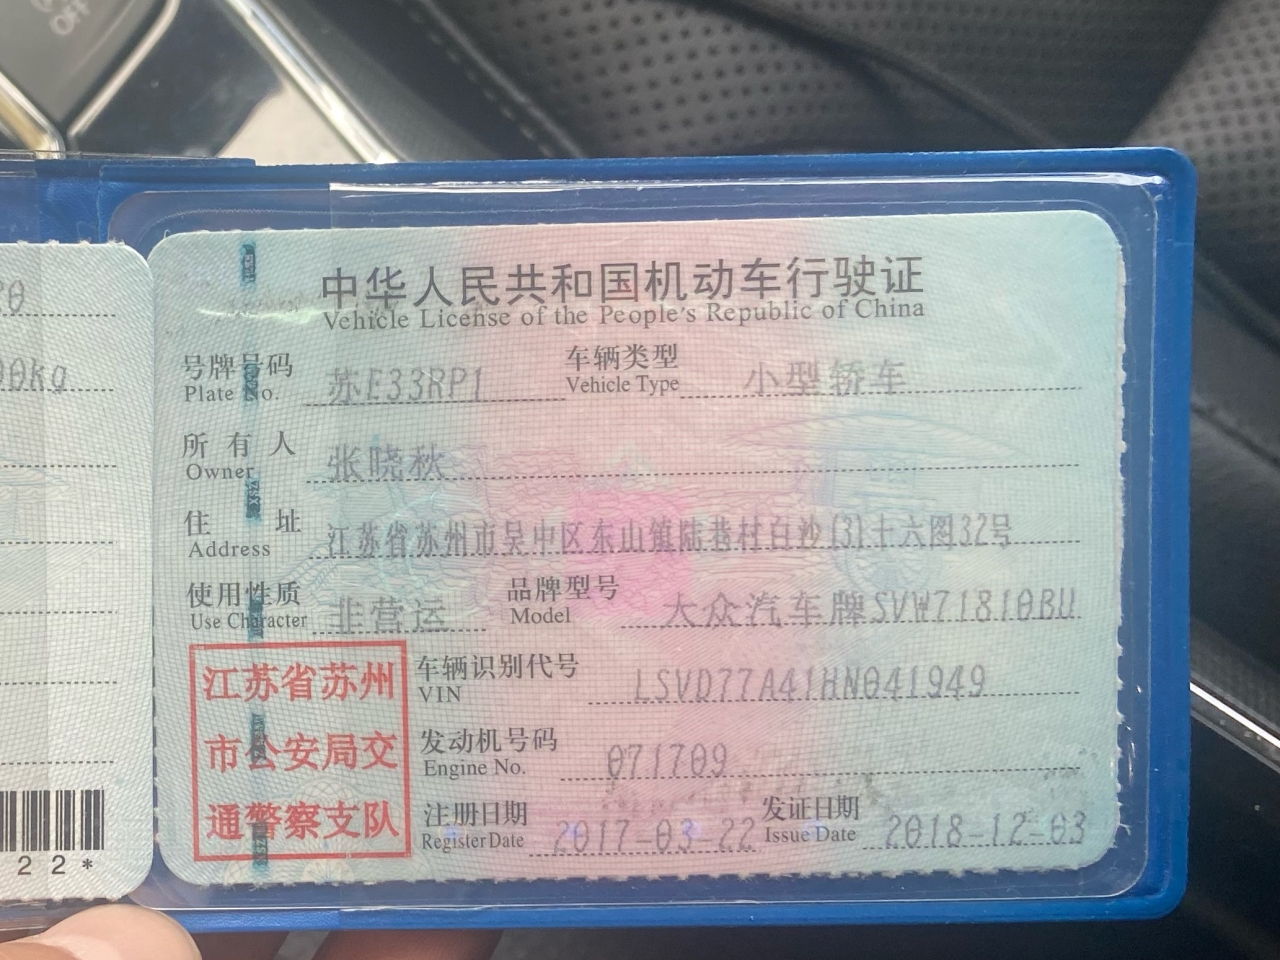 OFF
0
00kg
22*
中华人民共和国机动车行驶证
Vehicle License of the People's Republic of China
号牌号码 苏E33RP1 车辆类型 小型轿车
Plate No. Vehicle Type
所有人 张晓秋
Owner
住址 江苏省苏州市吴中区东山镇陆巷村白沙(3)十六图32号
Address
使用性质 非营运 品牌型号 大众汽车牌SVW71810BU
Use Character Model
江苏省苏州
市公安局交
通警察支队
车辆识别代号 LSVD77A41HN041949
VIN
发动机号码 071709
Engine No.
注册日期 2017-03-22 发证日期 2018-12-03
Register Date Issue Date